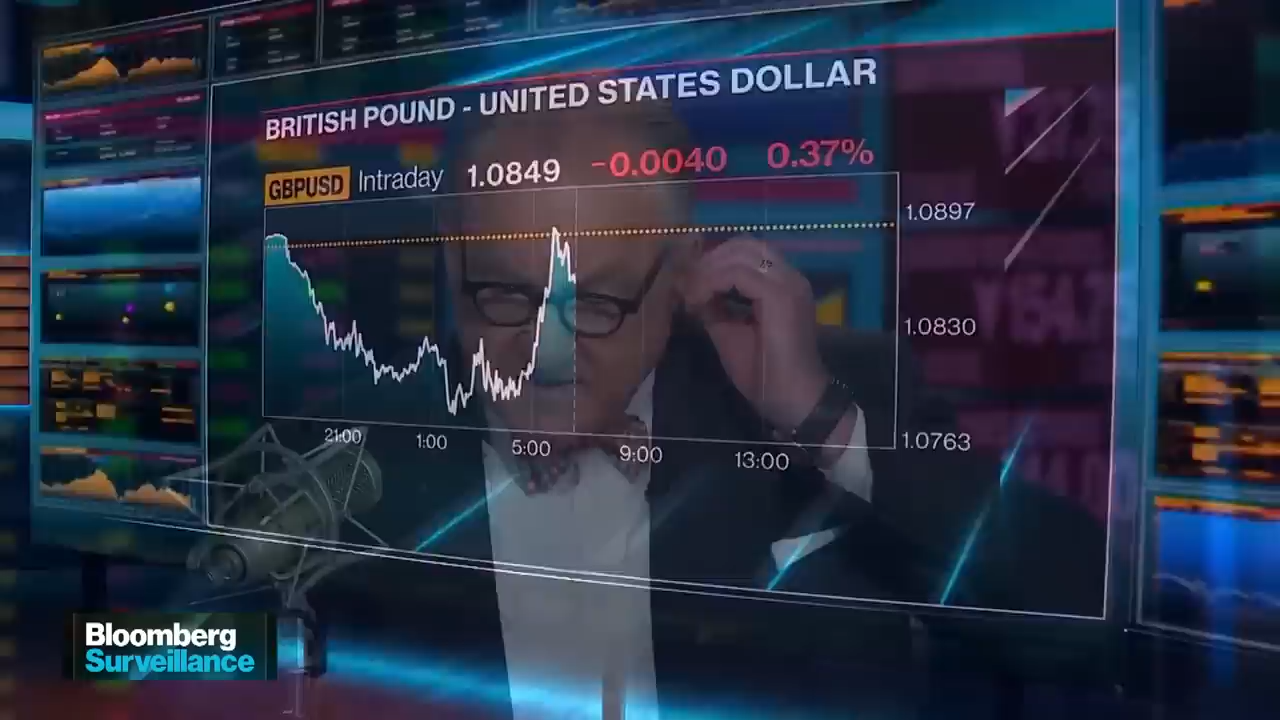 BRITISH POUND - UNITED STATES DOLLAR
GBPUSD Intraday 1.0849 -0.0040 0.37%
1.0897
1.0830
1.0763
21:00 1:00 5:00 9:00 13:00
Bloomberg
Surveillance